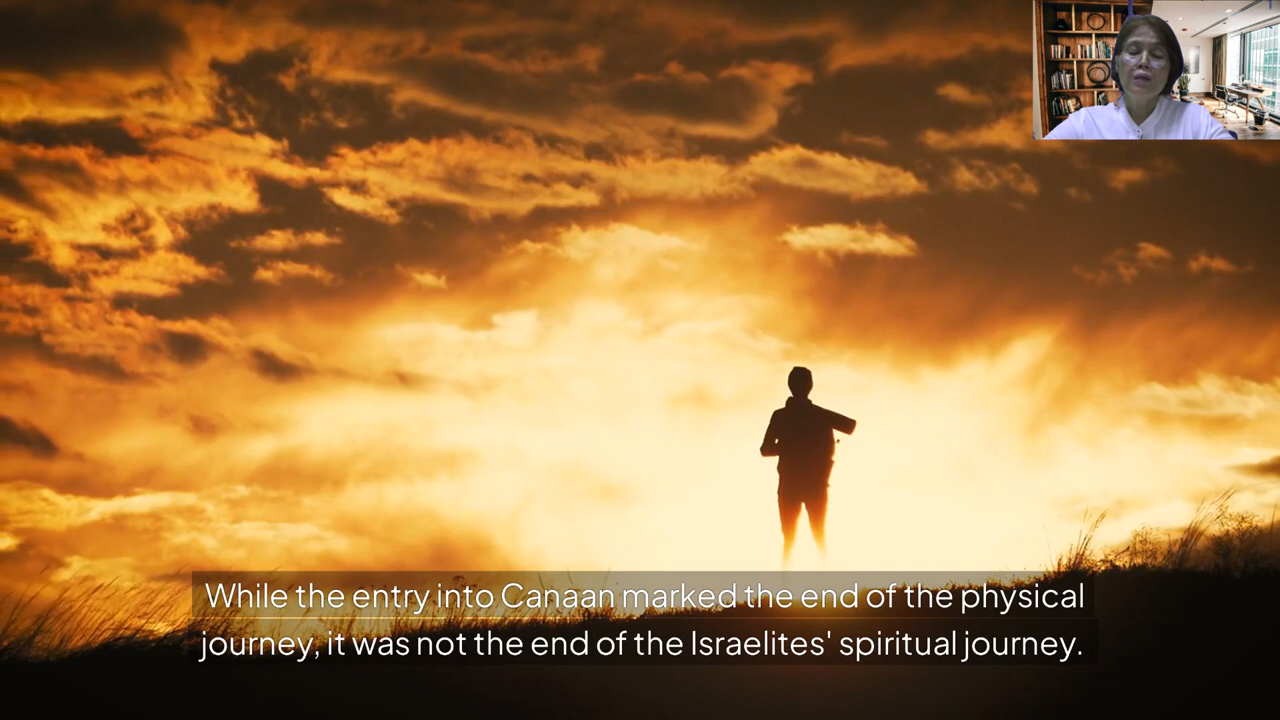 While the entry into Canaan marked the end of the physical
journey, it was not the end of the Israelites' spiritual journey.